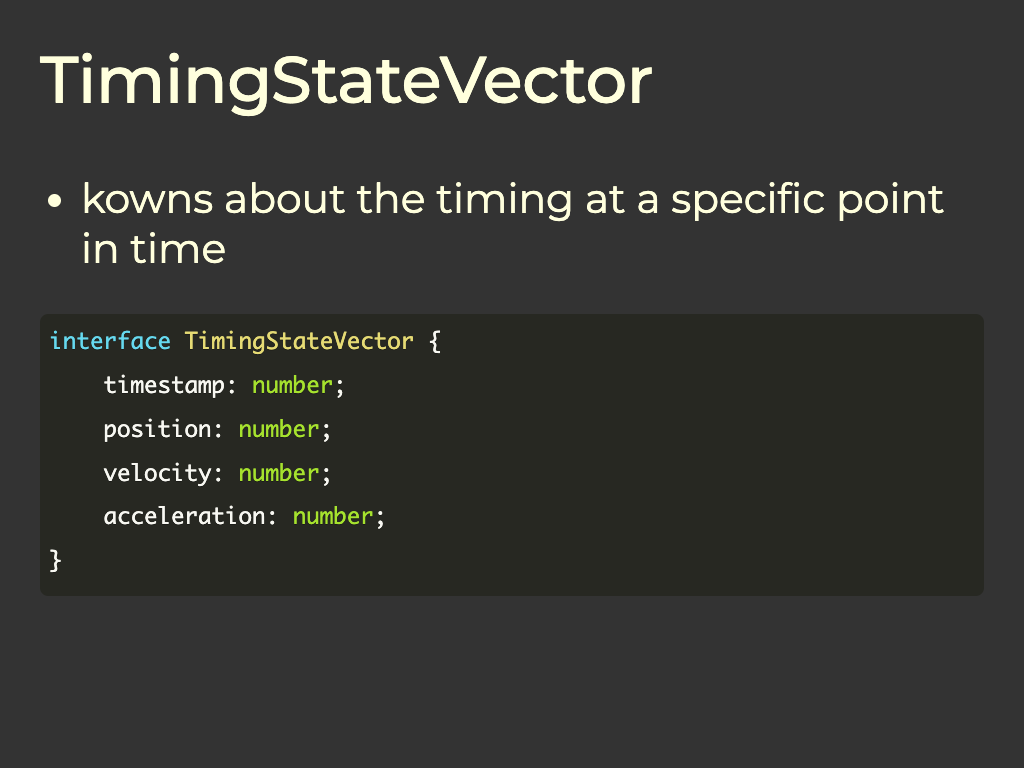 TimingStateVector
• kowns about the timing at a specific point
in time
interface TimingStateVector {
    timestamp: number;
    position: number;
    velocity: number;
    acceleration: number;
}